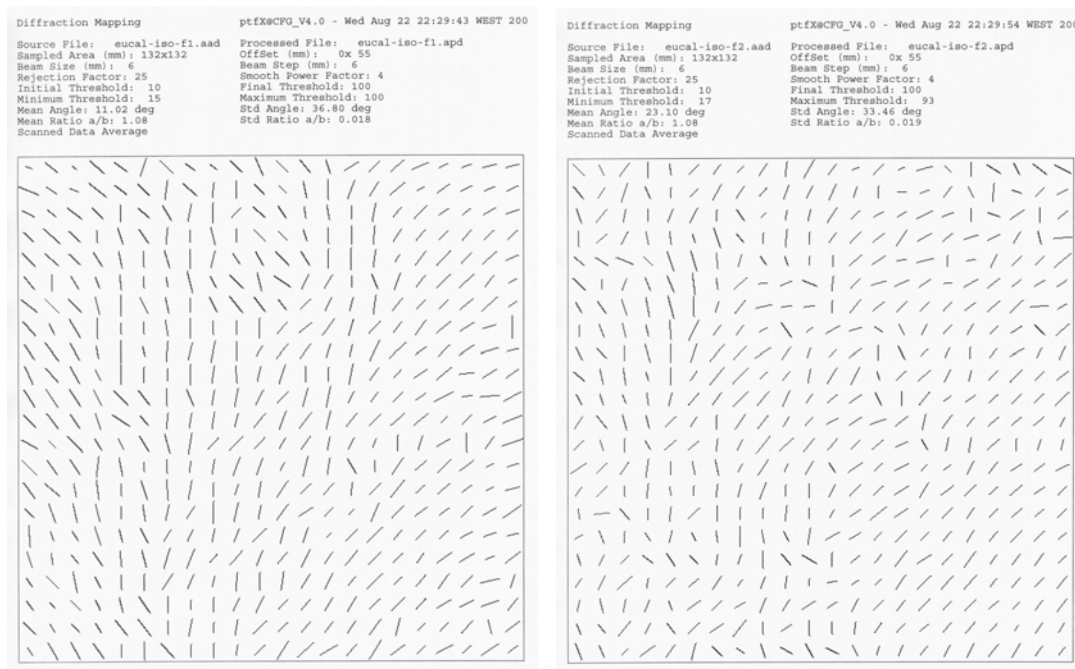 Diffraction Mapping ptfX@CFG_V4.0 - Wed Aug 22 22:29:43 WEST 200
Source File: eucal-iso-f1.aad Processed File: eucal-iso-f1.apd
Sampled Area (mm): 132x132 OffSet (mm): 0x 55
Beam Size (mm): 6 Beam Step (mm): 6
Rejection Factor: 25 Smooth Power Factor: 4
Initial Threshold: 10 Final Threshold: 100
Minimum Threshold: 15 Maximum Threshold: 100
Mean Angle: 11.02 deg Std Angle: 36.80 deg
Mean Ratio a/b: 1.08 Std Ratio a/b: 0.018
Scanned Data Average
Diffraction Mapping ptfX@CFG_V4.0 - Wed Aug 22 22:29:54 WEST 200
Source File: eucal-iso-f2.aad Processed File: eucal-iso-f2.apd
Sampled Area (mm): 132x132 OffSet (mm): 0x 55
Beam Size (mm): 6 Beam Step (mm): 6
Rejection Factor: 25 Smooth Power Factor: 4
Initial Threshold: 10 Final Threshold: 100
Minimum Threshold: 17 Maximum Threshold: 93
Mean Angle: 23.10 deg Std Angle: 33.46 deg
Mean Ratio a/b: 1.08 Std Ratio a/b: 0.019
Scanned Data Average